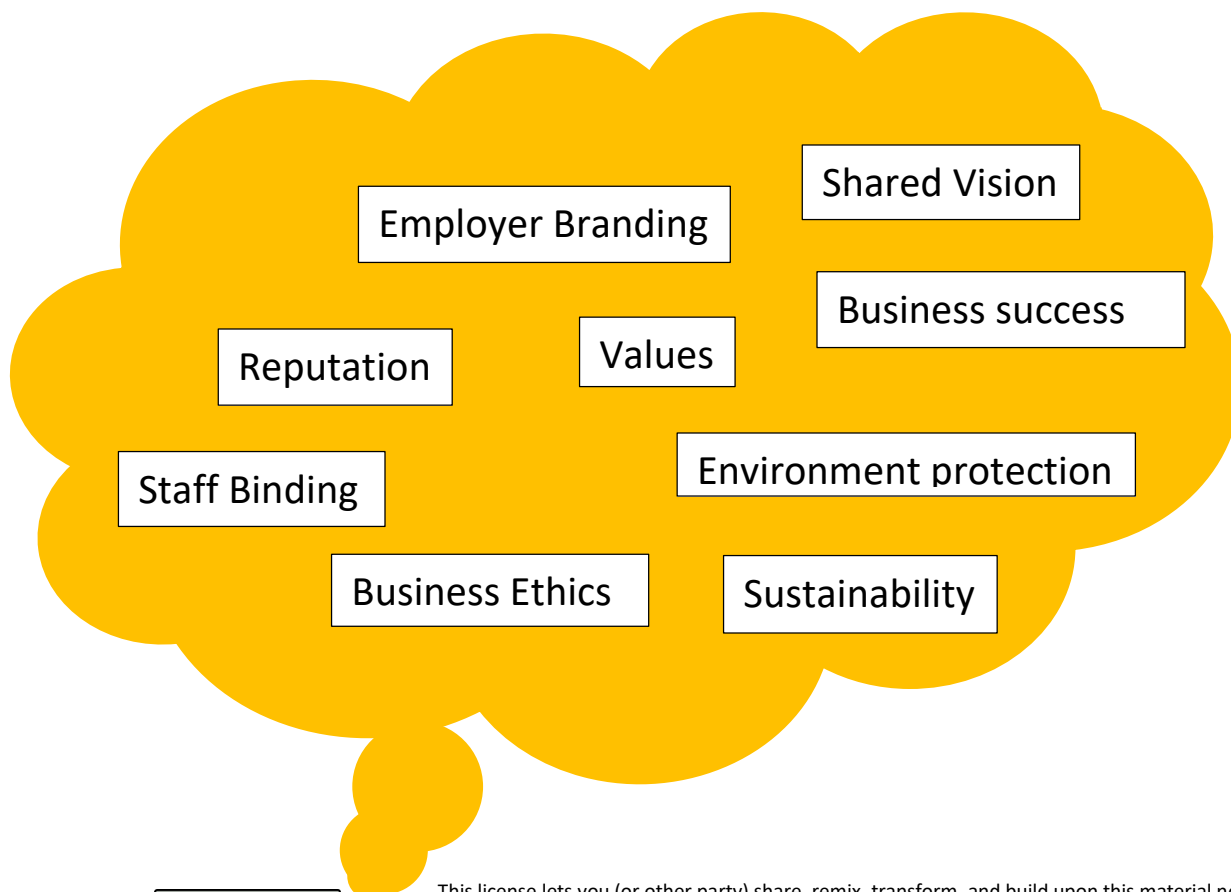 Shared Vision
Employer Branding
Business success
Values
Reputation
Environment protection
Staff Binding
Business Ethics
Sustainability
This license lets you (or other party) share, remix, transform, and build upon this material